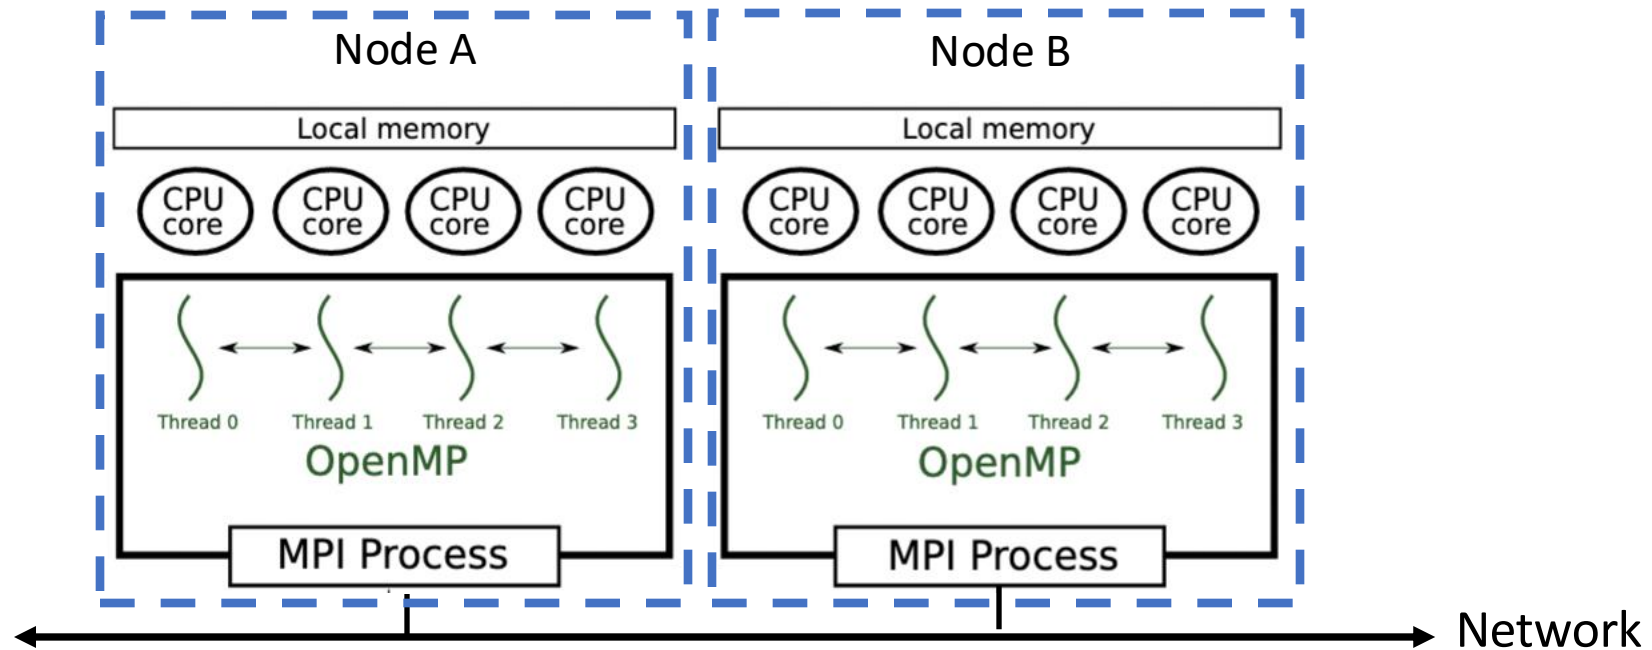 Node A
Local memory
CPU core
CPU core
CPU core
CPU core
Thread 0
Thread 1
Thread 2
Thread 3
OpenMP
MPI Process
Node B
Local memory
CPU core
CPU core
CPU core
CPU core
Thread 0
Thread 1
Thread 2
Thread 3
OpenMP
MPI Process
Network